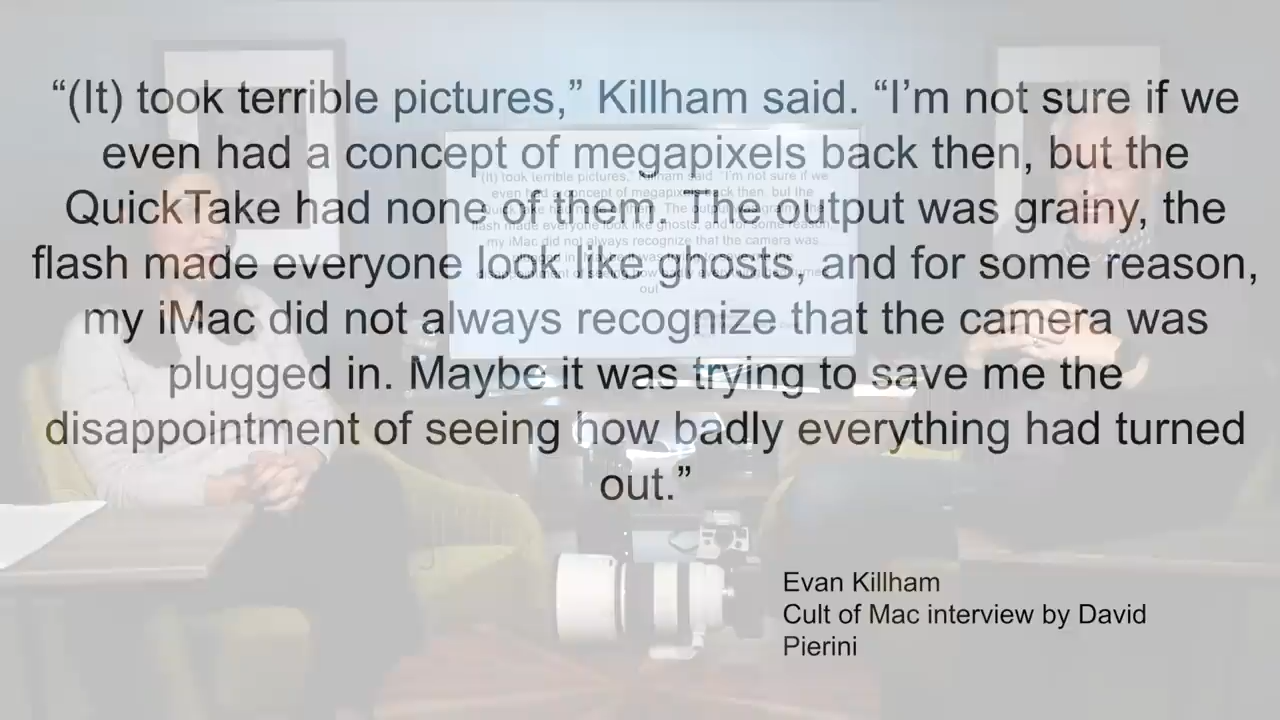 “(It) took terrible pictures,” Killham said. “I’m not sure if we
even had a concept of megapixels back then, but the
QuickTake had none of them. The output was grainy, the
flash made everyone look like ghosts, and for some reason,
my iMac did not always recognize that the camera was
plugged in. Maybe it was trying to save me the
disappointment of seeing how badly everything had turned
out.”
Evan Killham
Cult of Mac interview by David
Pierini